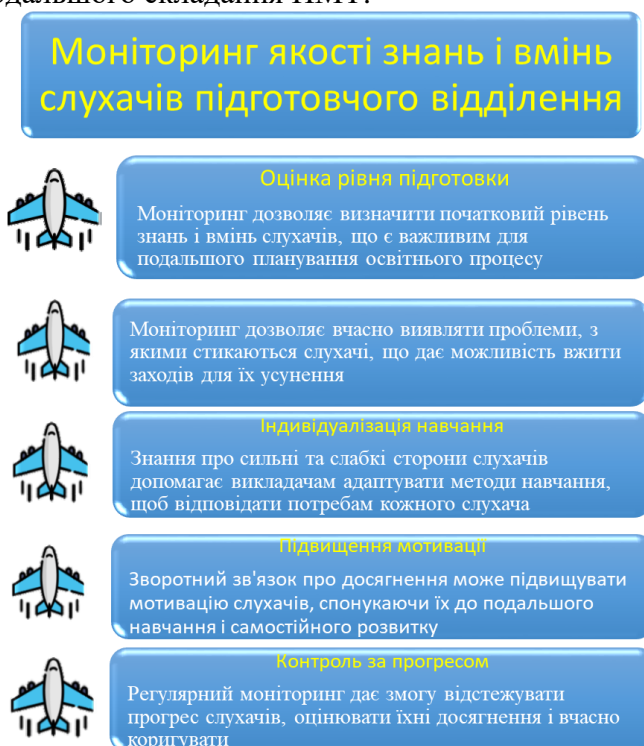 подальшого складання НМТ.
Моніторинг якості знань і вмінь
слухачів підготовчого відділення
Оцінка рівня підготовки
Моніторинг дозволяє визначити початковий рівень
знань і вмінь слухачів, що є важливим для
подальшого планування освітнього процесу
Моніторинг дозволяє вчасно виявляти проблеми, з
якими стикаються слухачі, що дає можливість вжити
заходів для їх усунення
Індивідуалізація навчання
Знання про сильні та слабкі сторони слухачів
допомагає викладачам адаптувати методи навчання,
щоб відповідати потребам кожного слухача
Підвищення мотивації
Зворотний зв'язок про досягнення може підвищувати
мотивацію слухачів, спонукаючи їх до подальшого
навчання і самостійного розвитку
Контроль за прогресом
Регулярний моніторинг дає змогу відстежувати
прогрес слухачів, оцінювати їхні досягнення і вчасно
коригувати